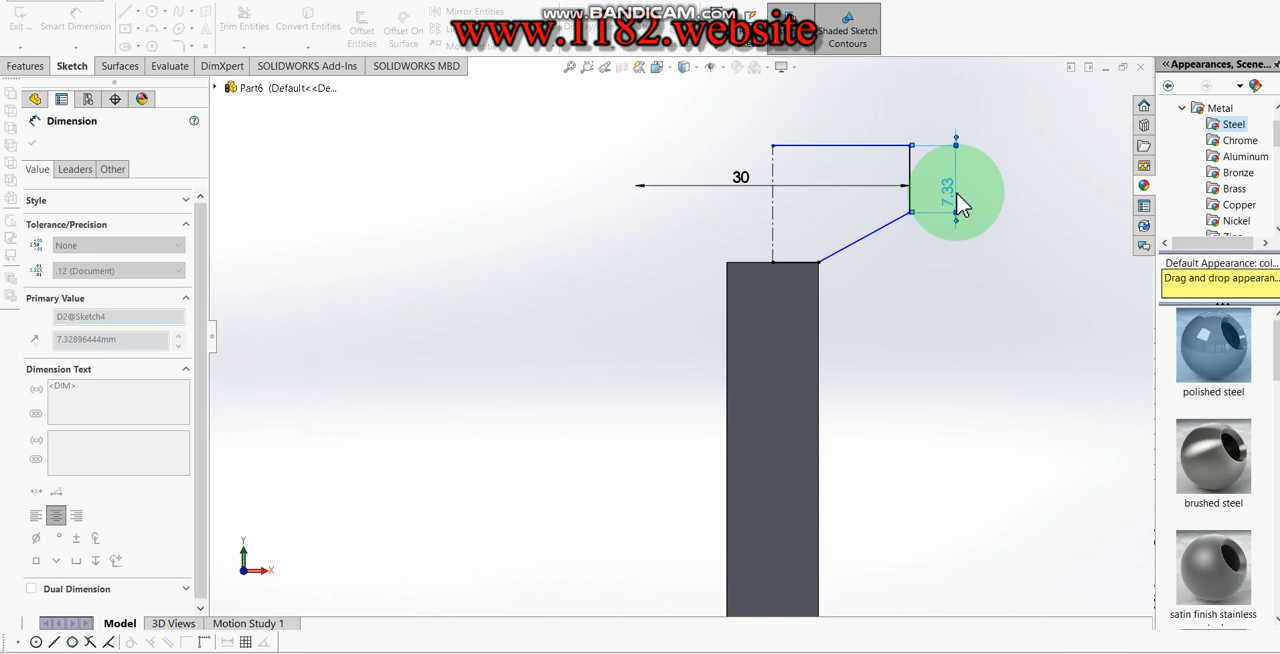 www.BANDICAM.com
www.1182.website
Exit ...
Smart Dimension
Trim Entities
Convert Entities
Offset Entities
Offset On Surface
Mirror Entities
Shaded Sketch Contours
Features
Sketch
Surfaces
Evaluate
DimXpert
SOLIDWORKS Add-Ins
SOLIDWORKS MBD
Part6 (Default<<De...
Dimension
Value
Leaders
Other
Style
Tolerance/Precision
None
.12 (Document)
Primary Value
D2@Sketch4
7.32896444mm
Dimension Text
<DIM>
Dual Dimension
30
7.33
Y
X
Model
3D Views
Motion Study 1
Appearances, Scene...
Metal
Steel
Chrome
Aluminum
Bronze
Brass
Copper
Nickel
Default Appearance: col...
Drag and drop appearan...
polished steel
brushed steel
satin finish stainless